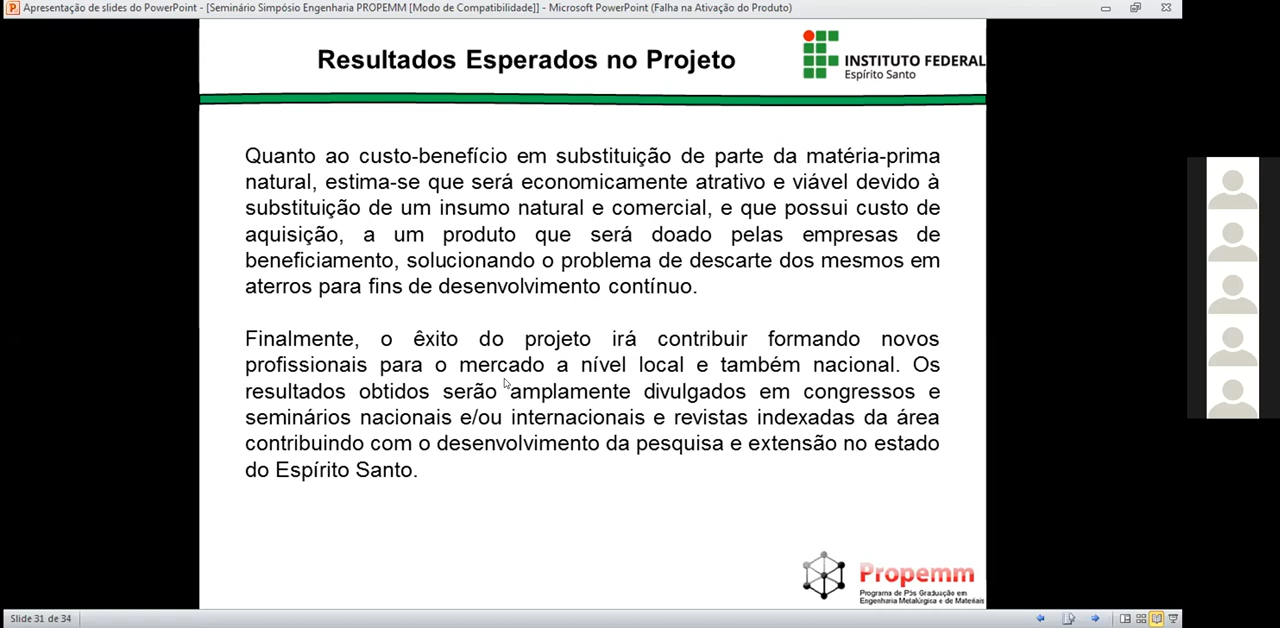 Apresentação de slides do PowerPoint - [Seminário Simpósio Engenharia PROPEMM [Modo de Compatibilidade]] - Microsoft PowerPoint (Falha na Ativação do Produto)
Resultados Esperados no Projeto
INSTITUTO FEDERAL
Espírito Santo
Quanto ao custo-benefício em substituição de parte da matéria-prima
natural, estima-se que será economicamente atrativo e viável devido à
substituição de um insumo natural e comercial, e que possui custo de
aquisição, a um produto que será doado pelas empresas de
beneficiamento, solucionando o problema de descarte dos mesmos em
aterros para fins de desenvolvimento contínuo.
Finalmente, o êxito do projeto irá contribuir formando novos
profissionais para o mercado a nível local e também nacional. Os
resultados obtidos serão amplamente divulgados em congressos e
seminários nacionais e/ou internacionais e revistas indexadas da área
contribuindo com o desenvolvimento da pesquisa e extensão no estado
do Espírito Santo.
Propemm
Programa de Pós Graduação em
Engenharia Metalúrgica e de Materiais
Slide 31 de 34